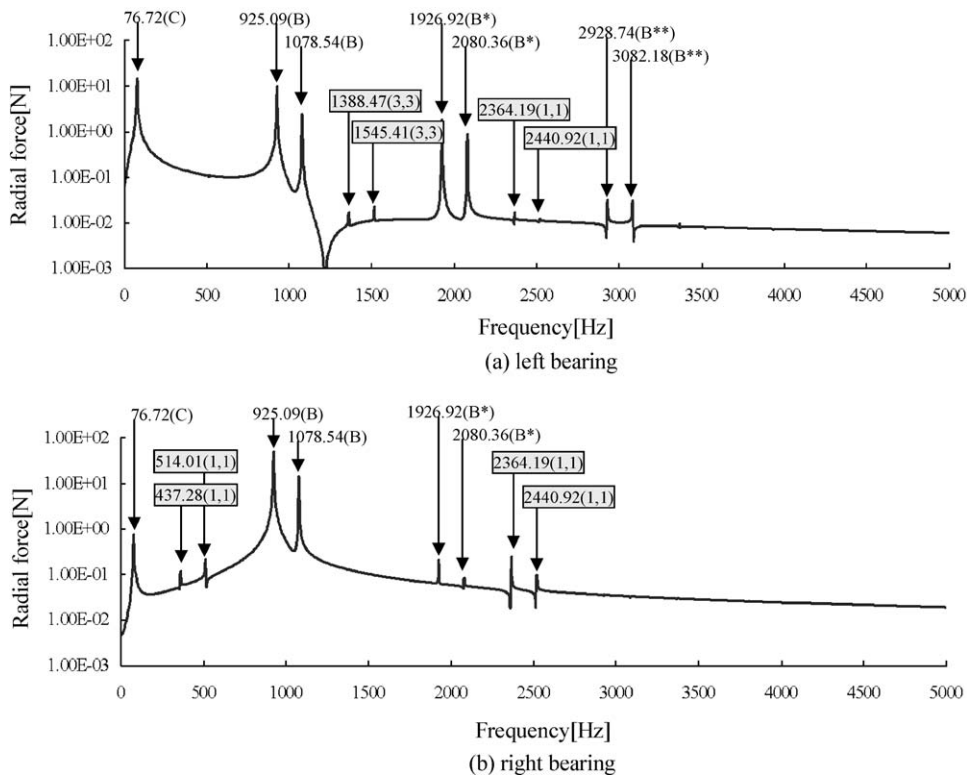 76.72(C)
925.09(B)
1078.54(B)
1926.92(B*)
2080.36(B*)
2928.74(B**)
3082.18(B**)
1388.47(3,3)
1545.41(3,3)
2364.19(1,1)
2440.92(1,1)
Radial force[N]
1.00E+02
1.00E+01
1.00E+00
1.00E-01
1.00E-02
1.00E-03
0 500 1000 1500 2000 2500 3000 3500 4000 4500 5000
Frequency[Hz]
(a) left bearing
76.72(C)
925.09(B)
1078.54(B)
1926.92(B*)
2080.36(B*)
514.01(1,1)
437.28(1,1)
2364.19(1,1)
2440.92(1,1)
Radial force[N]
1.00E+02
1.00E+01
1.00E+00
1.00E-01
1.00E-02
1.00E-03
0 500 1000 1500 2000 2500 3000 3500 4000 4500 5000
Frequency[Hz]
(b) right bearing